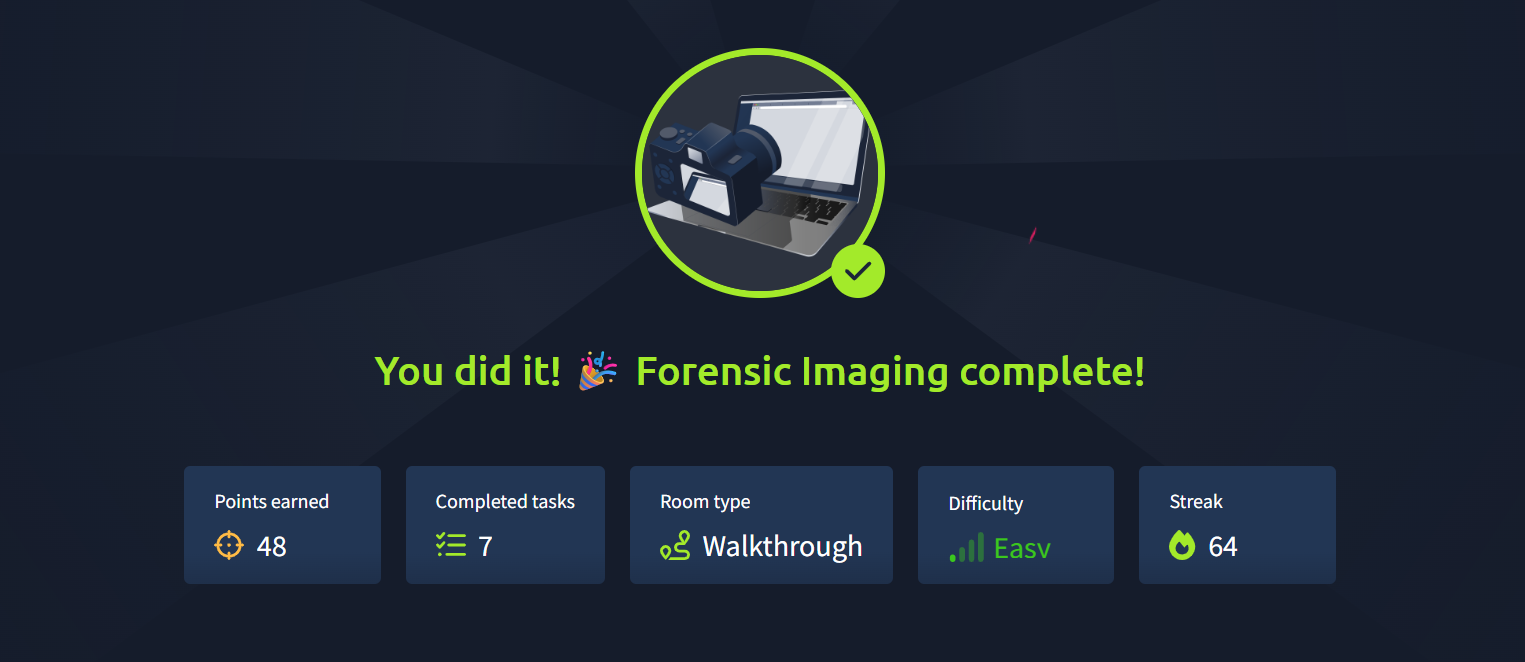 You did it! 🎉 Forensic Imaging complete!
Points earned
48
Completed tasks
7
Room type
Walkthrough
Difficulty
Easy
Streak
64